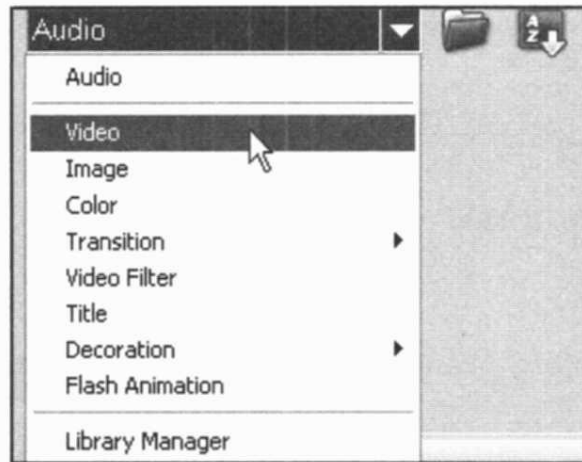 Audio
A
Z
Audio
Video
Image
Color
Transition
Video Filter
Title
Decoration
Flash Animation
Library Manager